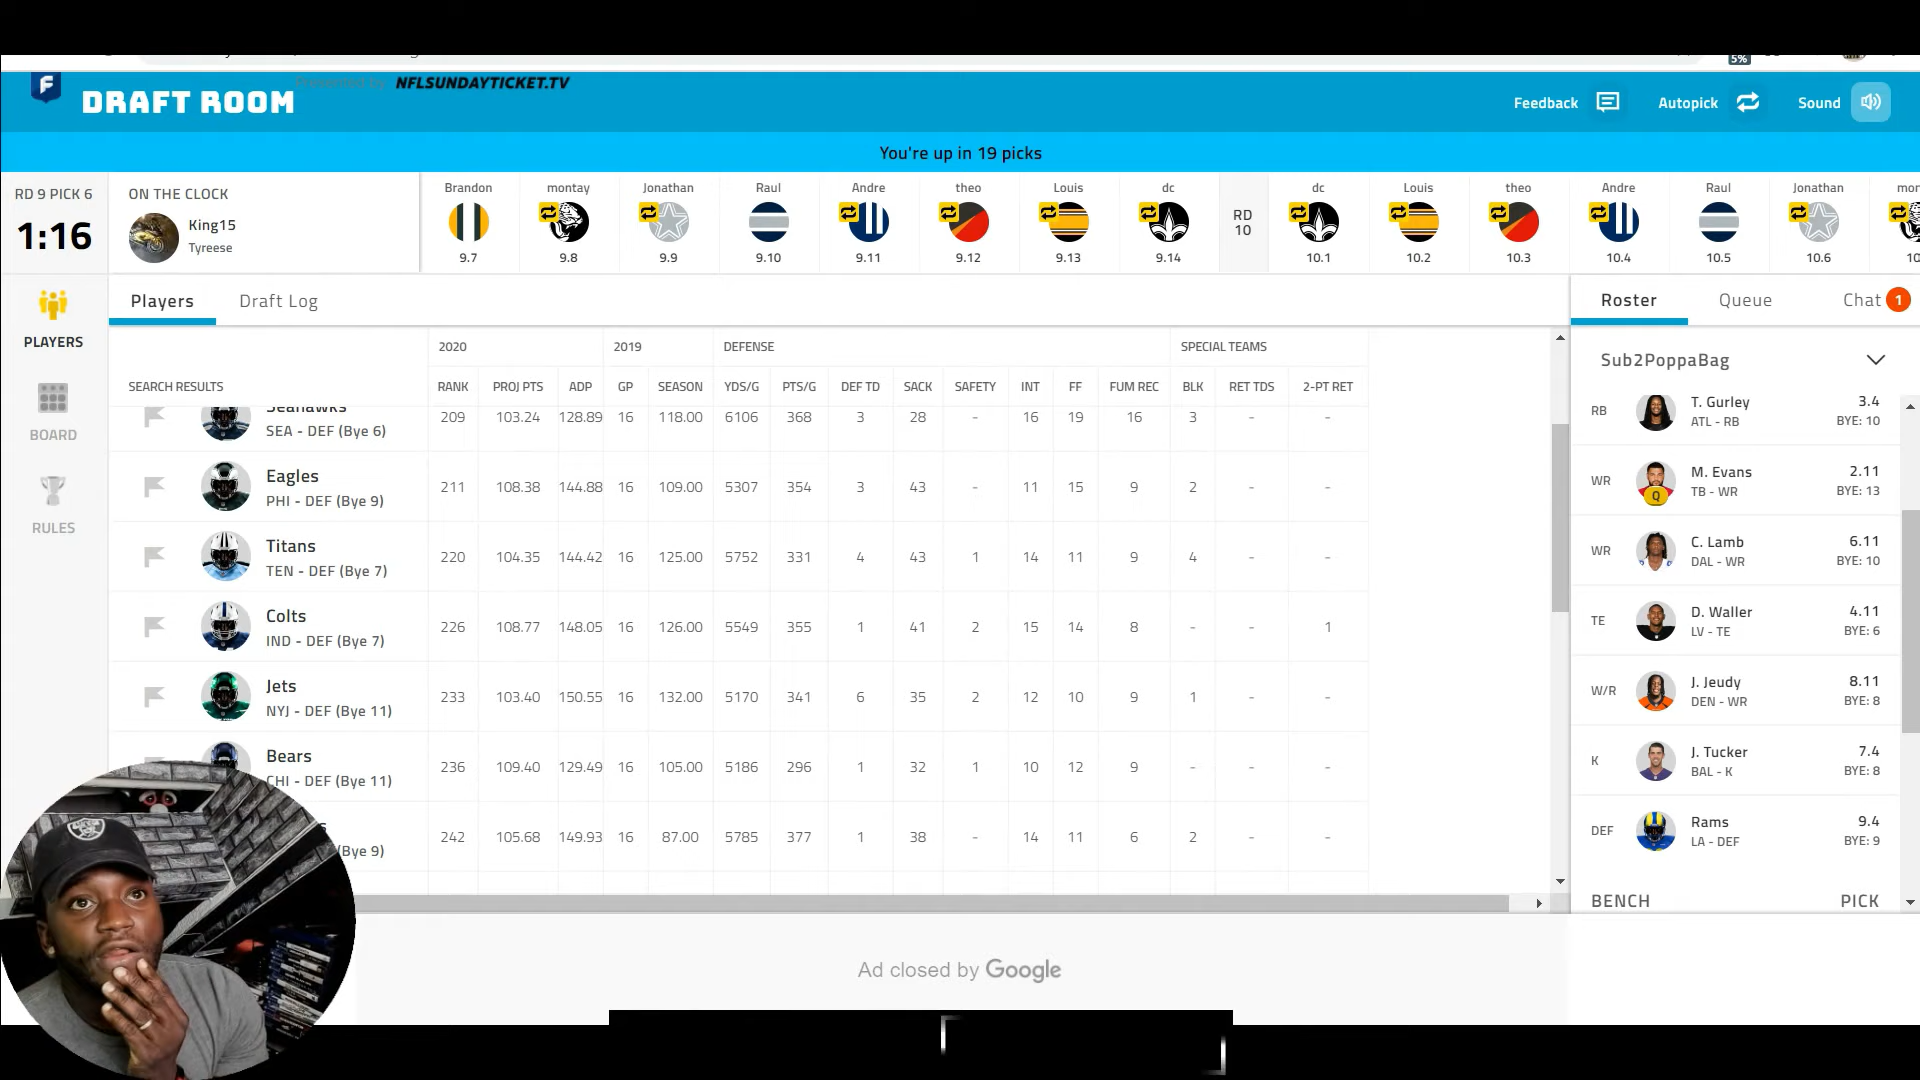 NFLSUNDAYTICKET.TV
DRAFT ROOM
Feedback
Autopick
Sound
5%
You're up in 19 picks
RD 9 PICK 6
1:16
ON THE CLOCK
King15
Tyreese
Brandon montay Jonathan Raul Andre theo Louis dc
9.7 9.8 9.9 9.10 9.11 9.12 9.13 9.14
RD
10
dc Louis theo Andre Raul Jonathan
10.1 10.2 10.3 10.4 10.5 10.6
PLAYERS
BOARD
RULES
Players Draft Log
2020 2019 DEFENSE SPECIAL TEAMS
SEARCH RESULTS RANK PROJ PTS ADP GP SEASON YDS/G PTS/G DEF TD SACK SAFETY INT FF FUM REC BLK RET TDS 2-PT RET
Seahawks
SEA - DEF (Bye 6)
209 103.24 128.89 16 118.00 6106 368 3 28 - 16 19 16 3 - -
Eagles
PHI - DEF (Bye 9)
211 108.38 144.88 16 109.00 5307 354 3 43 - 11 15 9 2 - -
Titans
TEN - DEF (Bye 7)
220 104.35 144.42 16 125.00 5752 331 4 43 1 14 11 9 4 - -
Colts
IND - DEF (Bye 7)
226 108.77 148.05 16 126.00 5549 355 1 41 2 15 14 8 - - 1
Jets
NYJ - DEF (Bye 11)
233 103.40 150.55 16 132.00 5170 341 6 35 2 12 10 9 1 - -
Bears
CHI - DEF (Bye 11)
236 109.40 129.49 16 105.00 5186 296 1 32 1 10 12 9 - - -
(Bye 9)
242 105.68 149.93 16 87.00 5785 377 1 38 - 14 11 6 2 - -
Roster Queue Chat 1
Sub2PoppaBag
RB T. Gurley 3.4
ATL - RB BYE: 10
WR M. Evans 2.11
Q TB - WR BYE: 13
WR C. Lamb 6.11
DAL - WR BYE: 10
TE D. Waller 4.11
LV - TE BYE: 6
W/R J. Jeudy 8.11
DEN - WR BYE: 8
K J. Tucker 7.4
BAL - K BYE: 8
DEF Rams 9.4
LA - DEF BYE: 9
BENCH PICK
Ad closed by Google